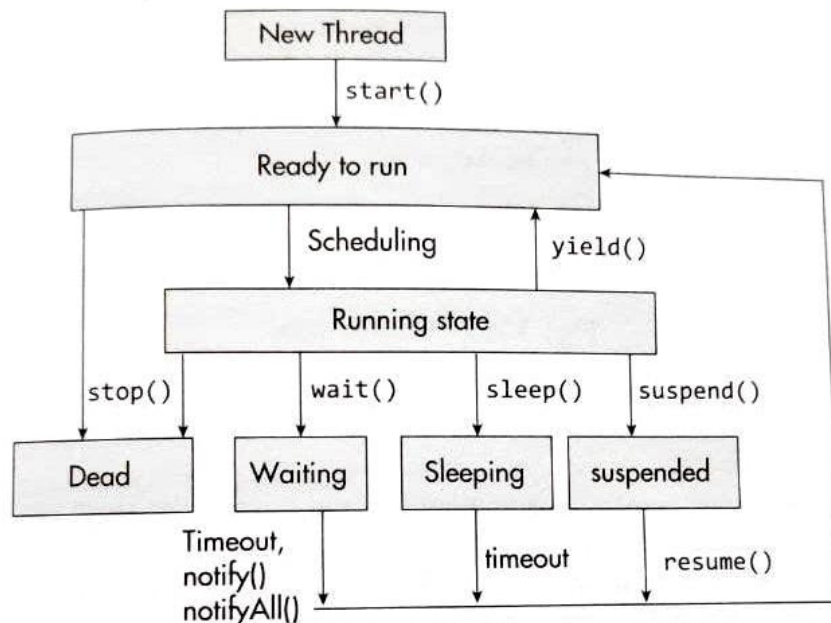 New Thread
start()
Ready to run
Scheduling
yield()
Running state
stop()
wait()
sleep()
suspend()
Dead
Waiting
Sleeping
suspended
Timeout,
notify()
notifyAll()
timeout
resume()